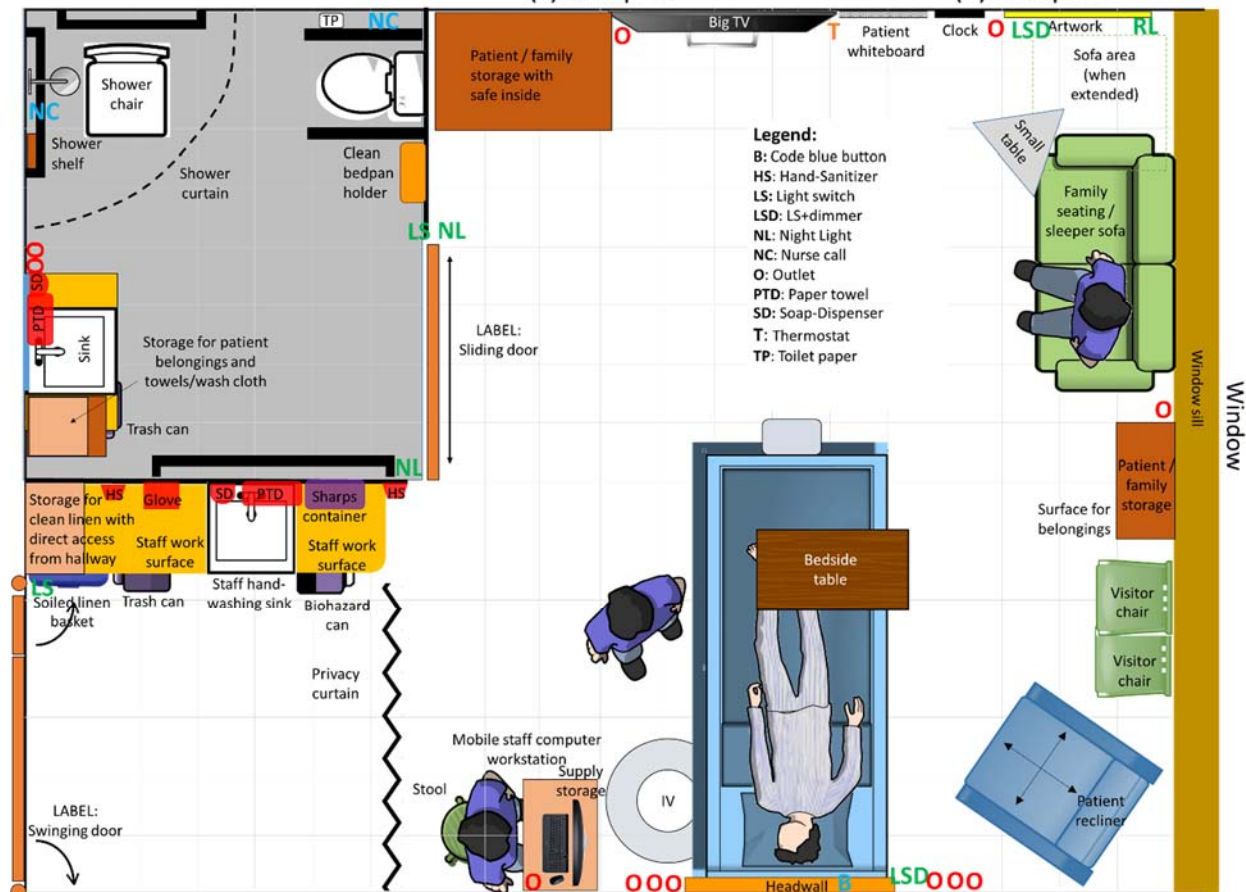 TP
NC
Big TV
O
T
Patient
whiteboard
Clock
O
LSD
Artwork
RL
Shower
chair
NC
Shower
shelf
Shower
curtain
Clean
bedpan
holder
Patient / family
storage with
safe inside
Sofa area
(when
extended)
Small
table
Family
seating /
sleeper sofa
Legend:
B: Code blue button
HS: Hand-Sanitizer
LS: Light switch
LSD: LS+dimmer
NL: Night Light
NC: Nurse call
O: Outlet
PTD: Paper towel
SD: Soap-Dispenser
T: Thermostat
TP: Toilet paper
LS NL
OO
SD
PTD
Sink
Storage for patient
belongings and
towels/wash cloth
Trash can
LABEL:
Sliding door
Window sill
Window
O
NL
Patient /
family
storage
Surface for
belongings
HS
Glove
SD
PTD
Sharps
container
HS
Storage for
clean linen with
direct access
from hallway
Staff work
surface
Staff work
surface
LS
Soiled linen
basket
Trash can
Staff hand-
washing sink
Biohazard
can
Bedside
table
Visitor
chair
Visitor
chair
Privacy
curtain
Mobile staff computer
workstation
Supply
storage
Stool
IV
Patient
recliner
LABEL:
Swinging door
O
OOO
Headwall
B
LSD
OOO